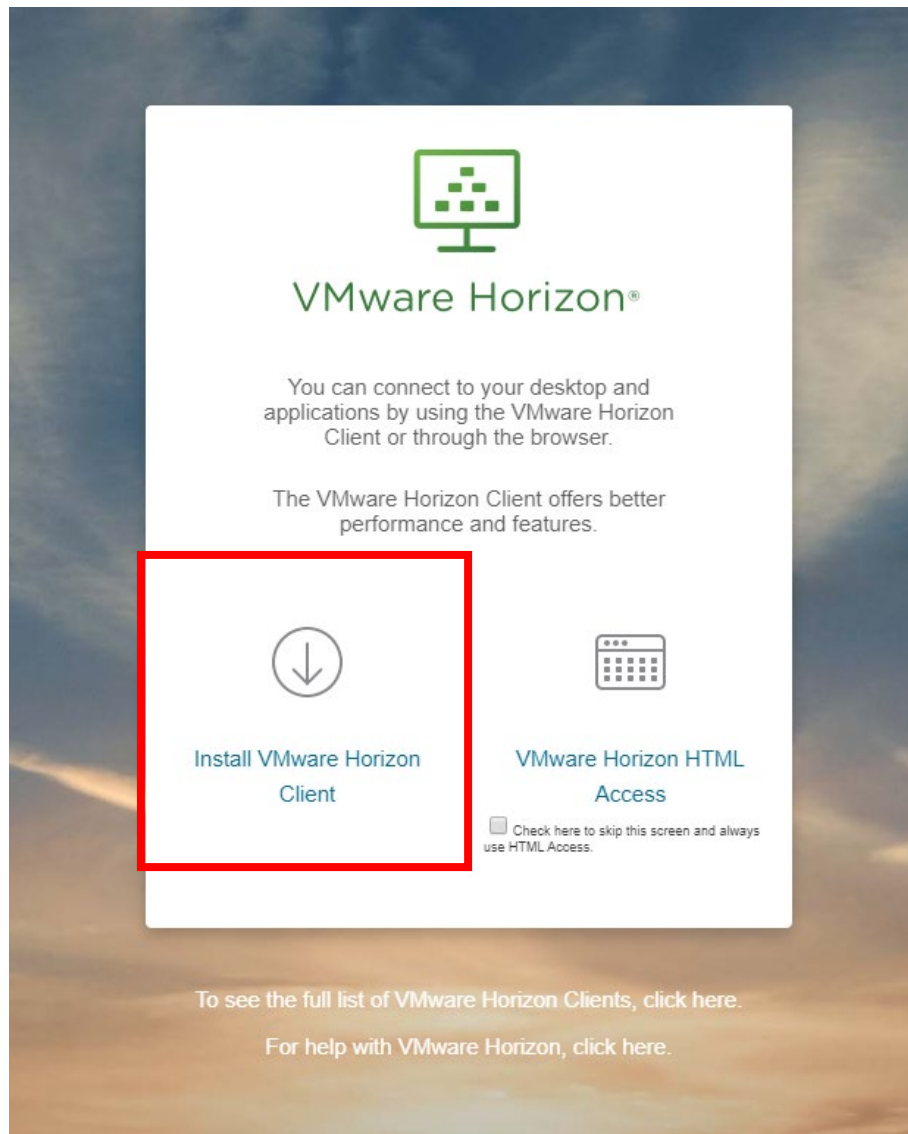 VMware Horizon®
You can connect to your desktop and
applications by using the VMware Horizon
Client or through the browser.
The VMware Horizon Client offers better
performance and features.
Install VMware Horizon
Client
VMware Horizon HTML
Access
Check here to skip this screen and always
use HTML Access.
To see the full list of VMware Horizon Clients, click here.
For help with VMware Horizon, click here.